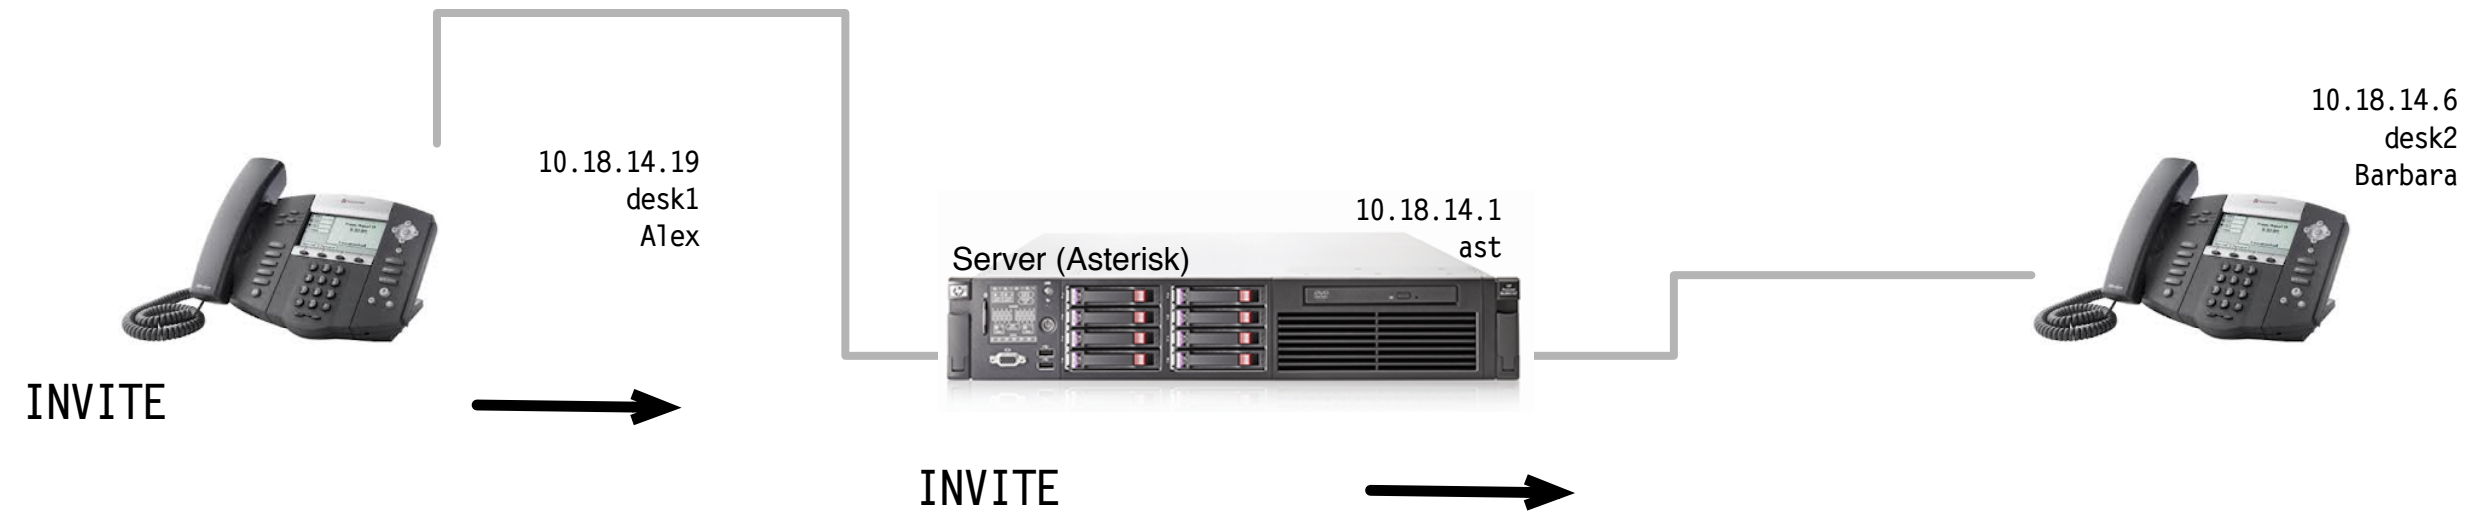 10.18.14.19
desk1
Alex
10.18.14.1
ast
Server (Asterisk)
10.18.14.6
desk2
Barbara
INVITE
INVITE